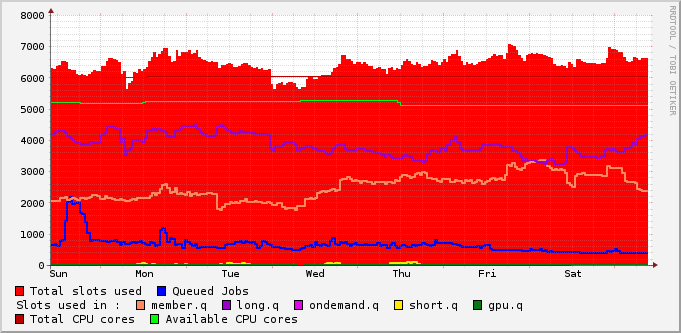 8000
7000
6000
5000
4000
3000
2000
1000
0
Sun Mon Tue Wed Thu Fri Sat
Total slots used Queued Jobs
Slots used in : member.q long.q ondemand.q short.q gpu.q
Total CPU cores Available CPU cores
RRDTOOL / TOBI OETIKER